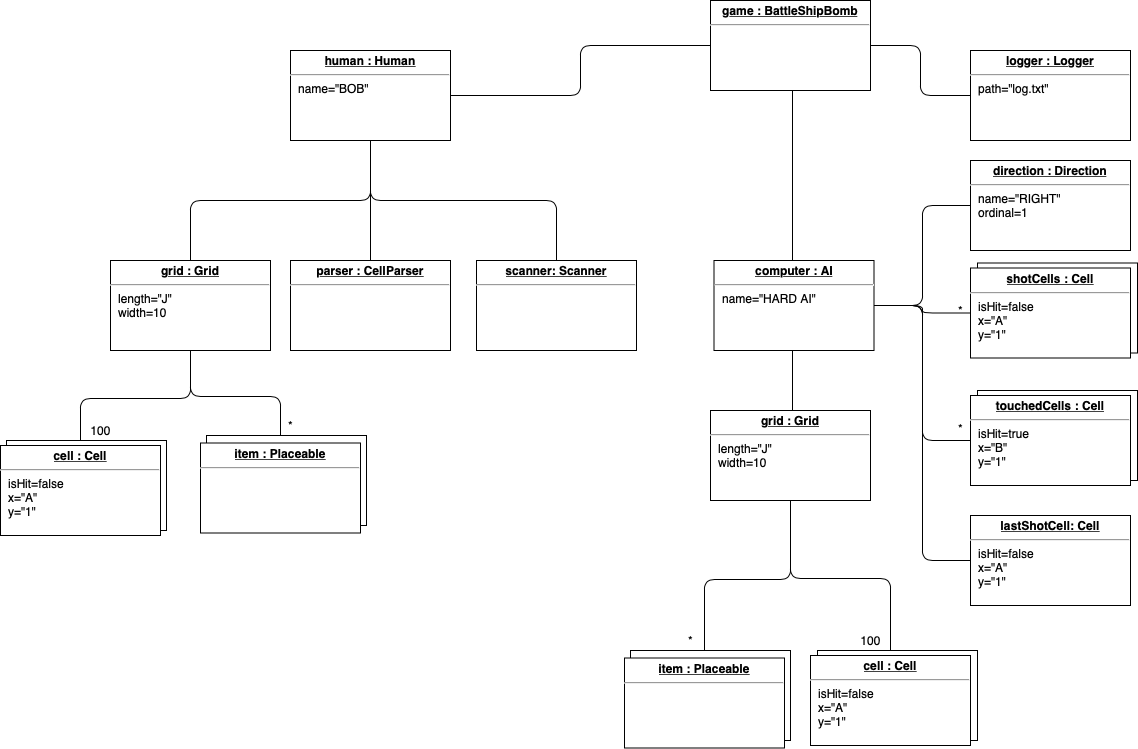 game : BattleShipBomb
human : Human
name="BOB"
logger : Logger
path="log.txt"
direction : Direction
name="RIGHT"
ordinal=1
grid : Grid
length="J"
width=10
parser : CellParser
scanner: Scanner
computer : AI
name="HARD AI"
*
shotCells : Cell
isHit=false
x="A"
y="1"
100
cell : Cell
isHit=false
x="A"
y="1"
*
item : Placeable
grid : Grid
length="J"
width=10
*
touchedCells : Cell
isHit=true
x="B"
y="1"
lastShotCell: Cell
isHit=false
x="A"
y="1"
*
item : Placeable
100
cell : Cell
isHit=false
x="A"
y="1"